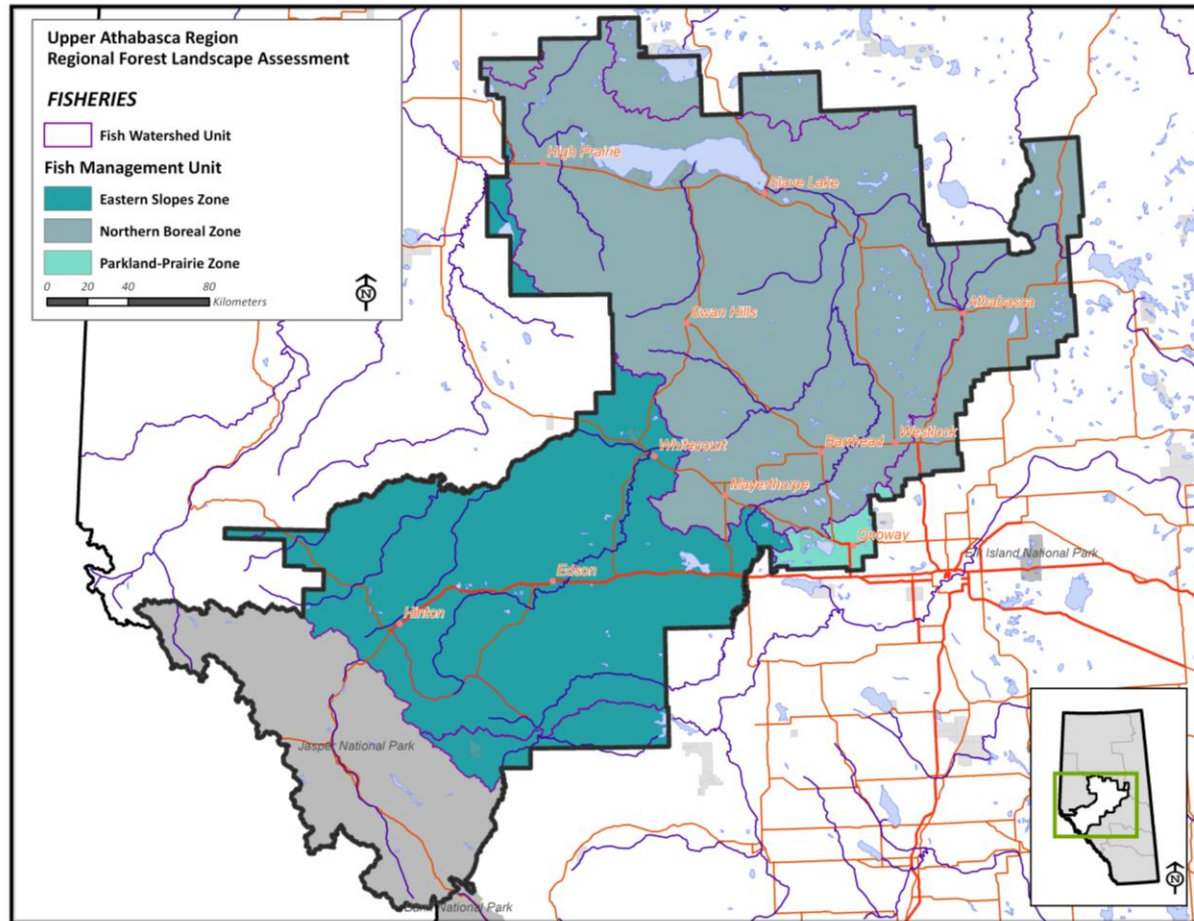 Upper Athabasca Region
Regional Forest Landscape Assessment
FISHERIES
Fish Watershed Unit
Fish Management Unit
Eastern Slopes Zone
Northern Boreal Zone
Parkland-Prairie Zone
0 20 40 80
Kilometers
N
High Prairie
Slave Lake
Athabasca
Swan Hills
Westlock
Barrhead
Whitecourt
Mayerthorpe
Onoway
Elk Island National Park
Edson
Hinton
Jasper National Park
Banff National Park
N